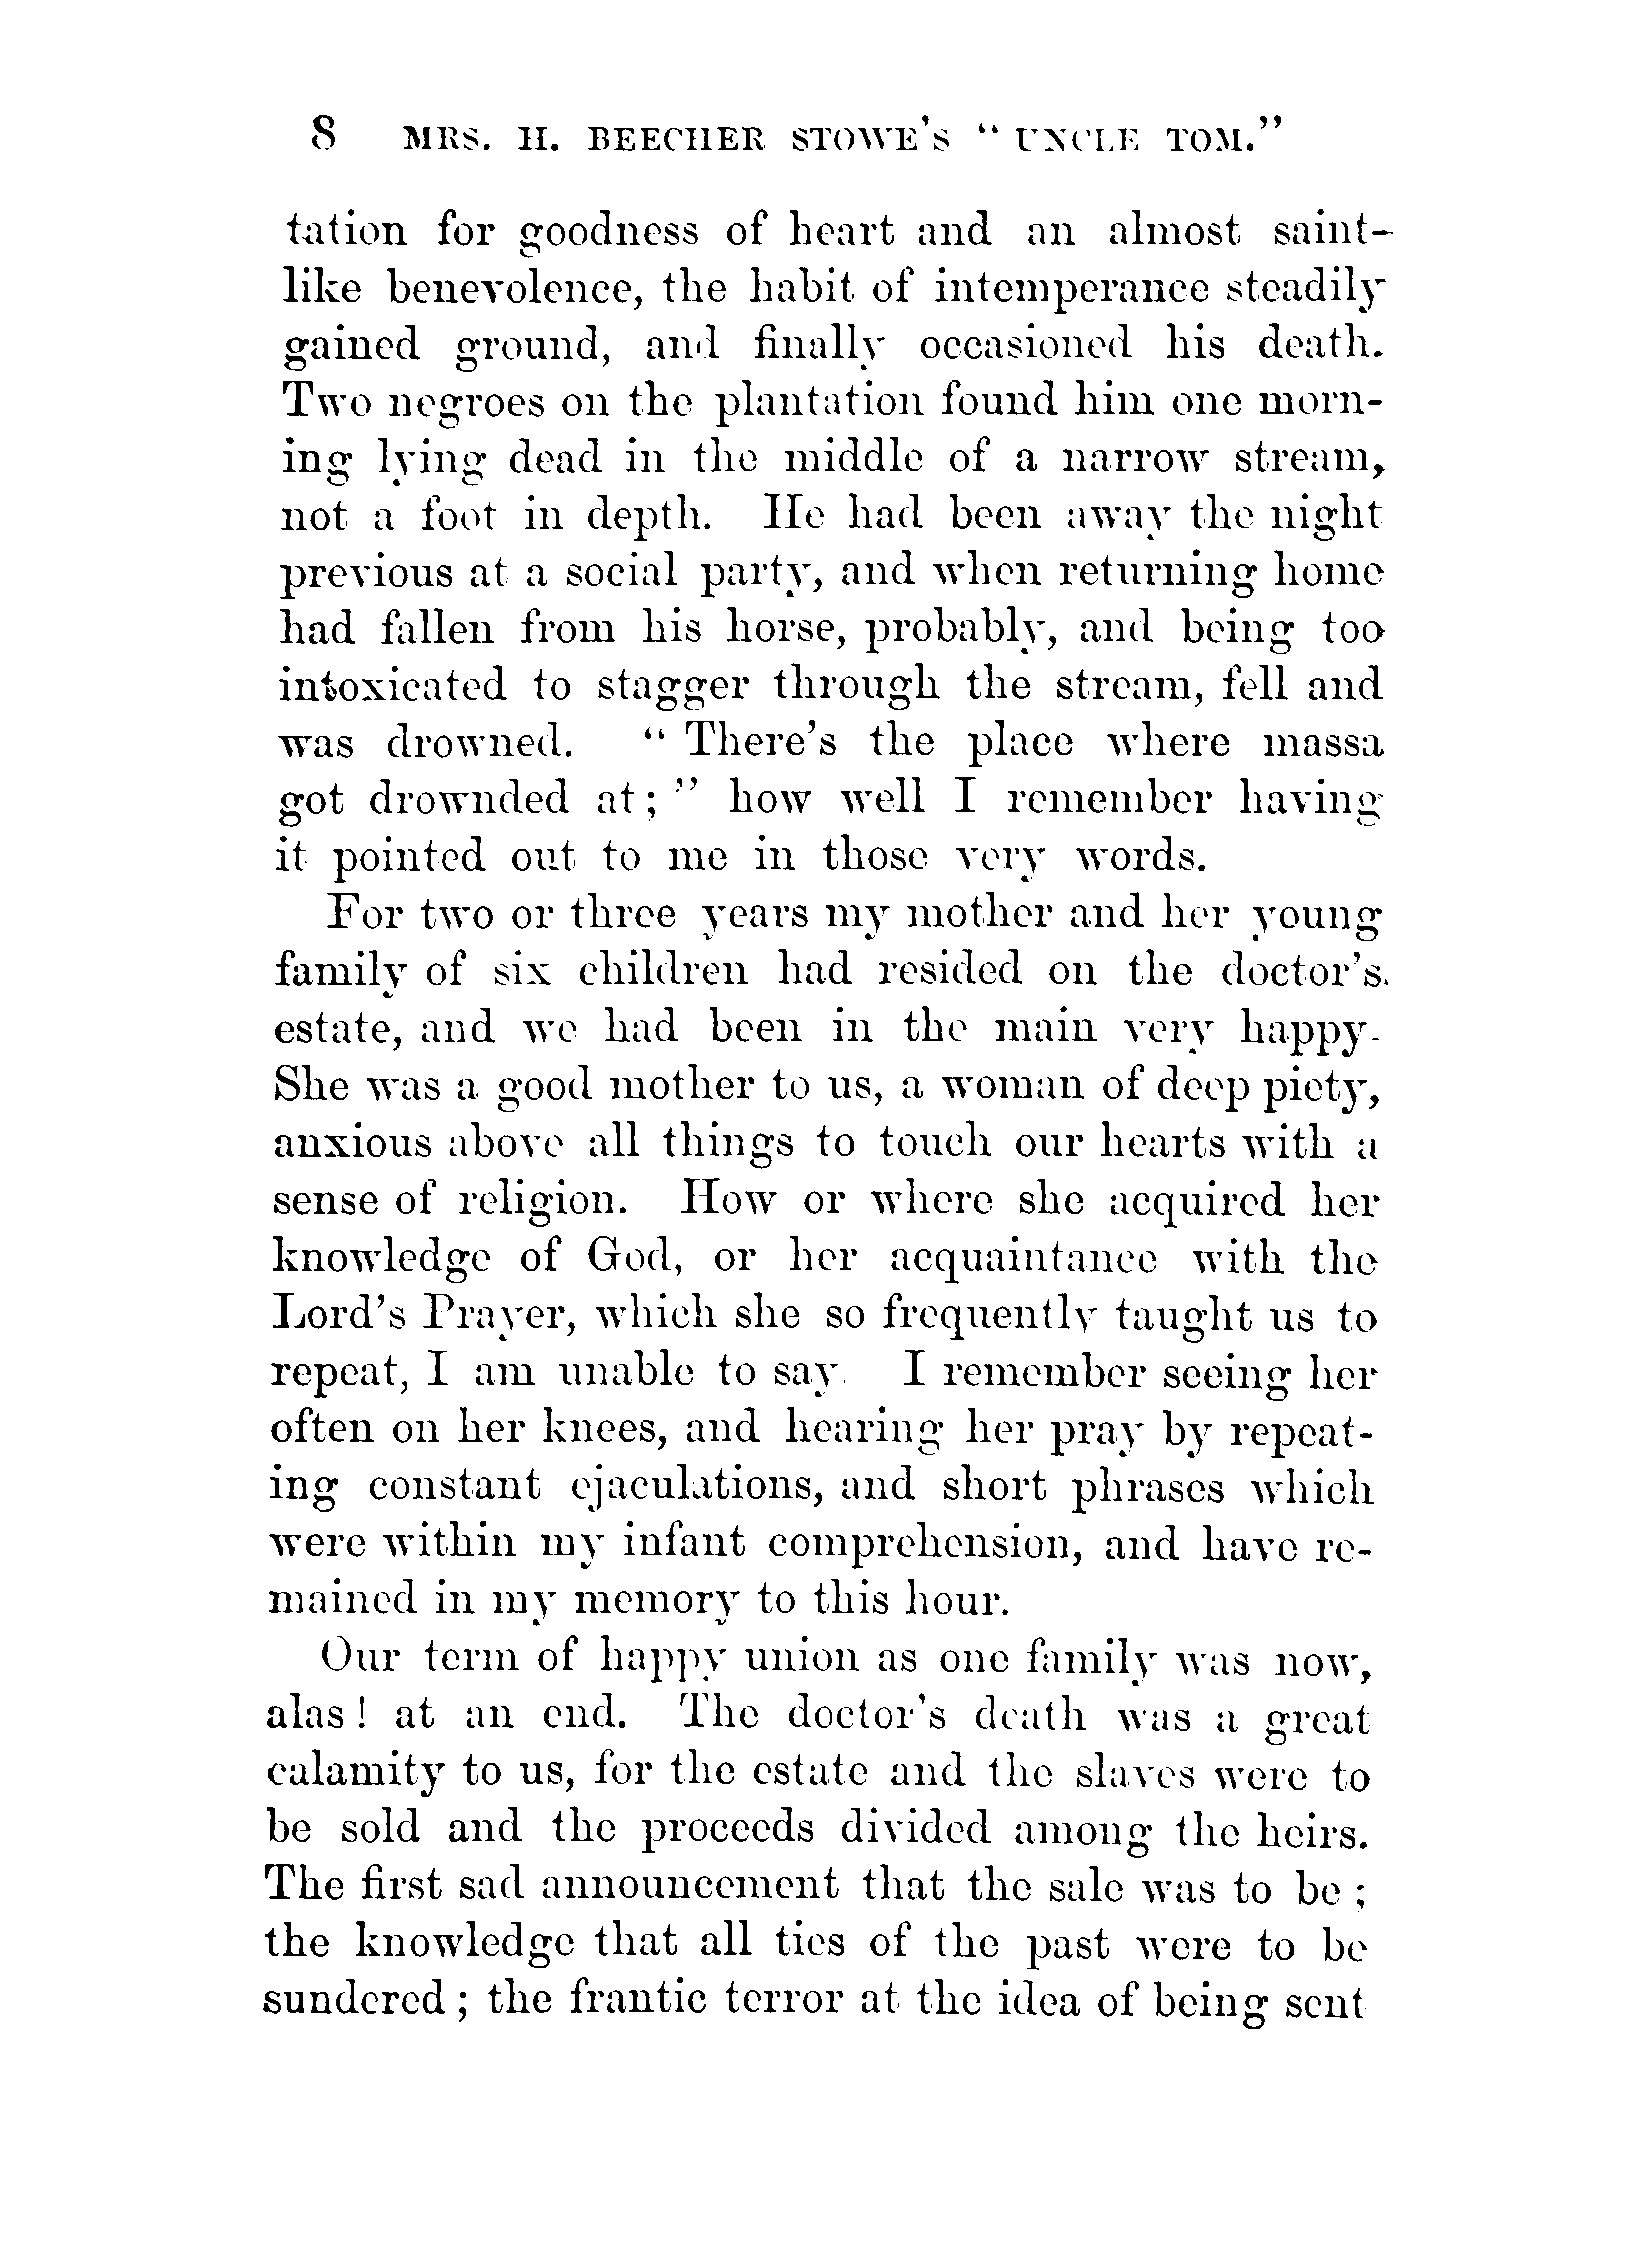 8 MRS. H. BEECHER STOWE'S " UNCLE TOM."
tation for goodness of heart and an almost saint-
like benevolence, the habit of intemperance steadily
gained ground, and finally occasioned his death.
Two negroes on the plantation found him one morn-
ing lying dead in the middle of a narrow stream,
not a foot in depth. He had been away the night
previous at a social party, and when returning home
had fallen from his horse, probably, and being too
intoxicated to stagger through the stream, fell and
was drowned. " There's the place where massa
got drownded at ; " how well I remember having
it pointed out to me in those very words.
For two or three years my mother and her young
family of six children had resided on the doctor's
estate, and we had been in the main very happy.
She was a good mother to us, a woman of deep piety,
anxious above all things to touch our hearts with a
sense of religion. How or where she acquired her
knowledge of God, or her acquaintance with the
Lord's Prayer, which she so frequently taught us to
repeat, I am unable to say. I remember seeing her
often on her knees, and hearing her pray by repeat-
ing constant ejaculations, and short phrases which
were within my infant comprehension, and have re-
mained in my memory to this hour.
Our term of happy union as one family was now,
alas ! at an end. The doctor's death was a great
calamity to us, for the estate and the slaves were to
be sold and the proceeds divided among the heirs.
The first sad announcement that the sale was to be ;
the knowledge that all ties of the past were to be
sundered ; the frantic terror at the idea of being sent